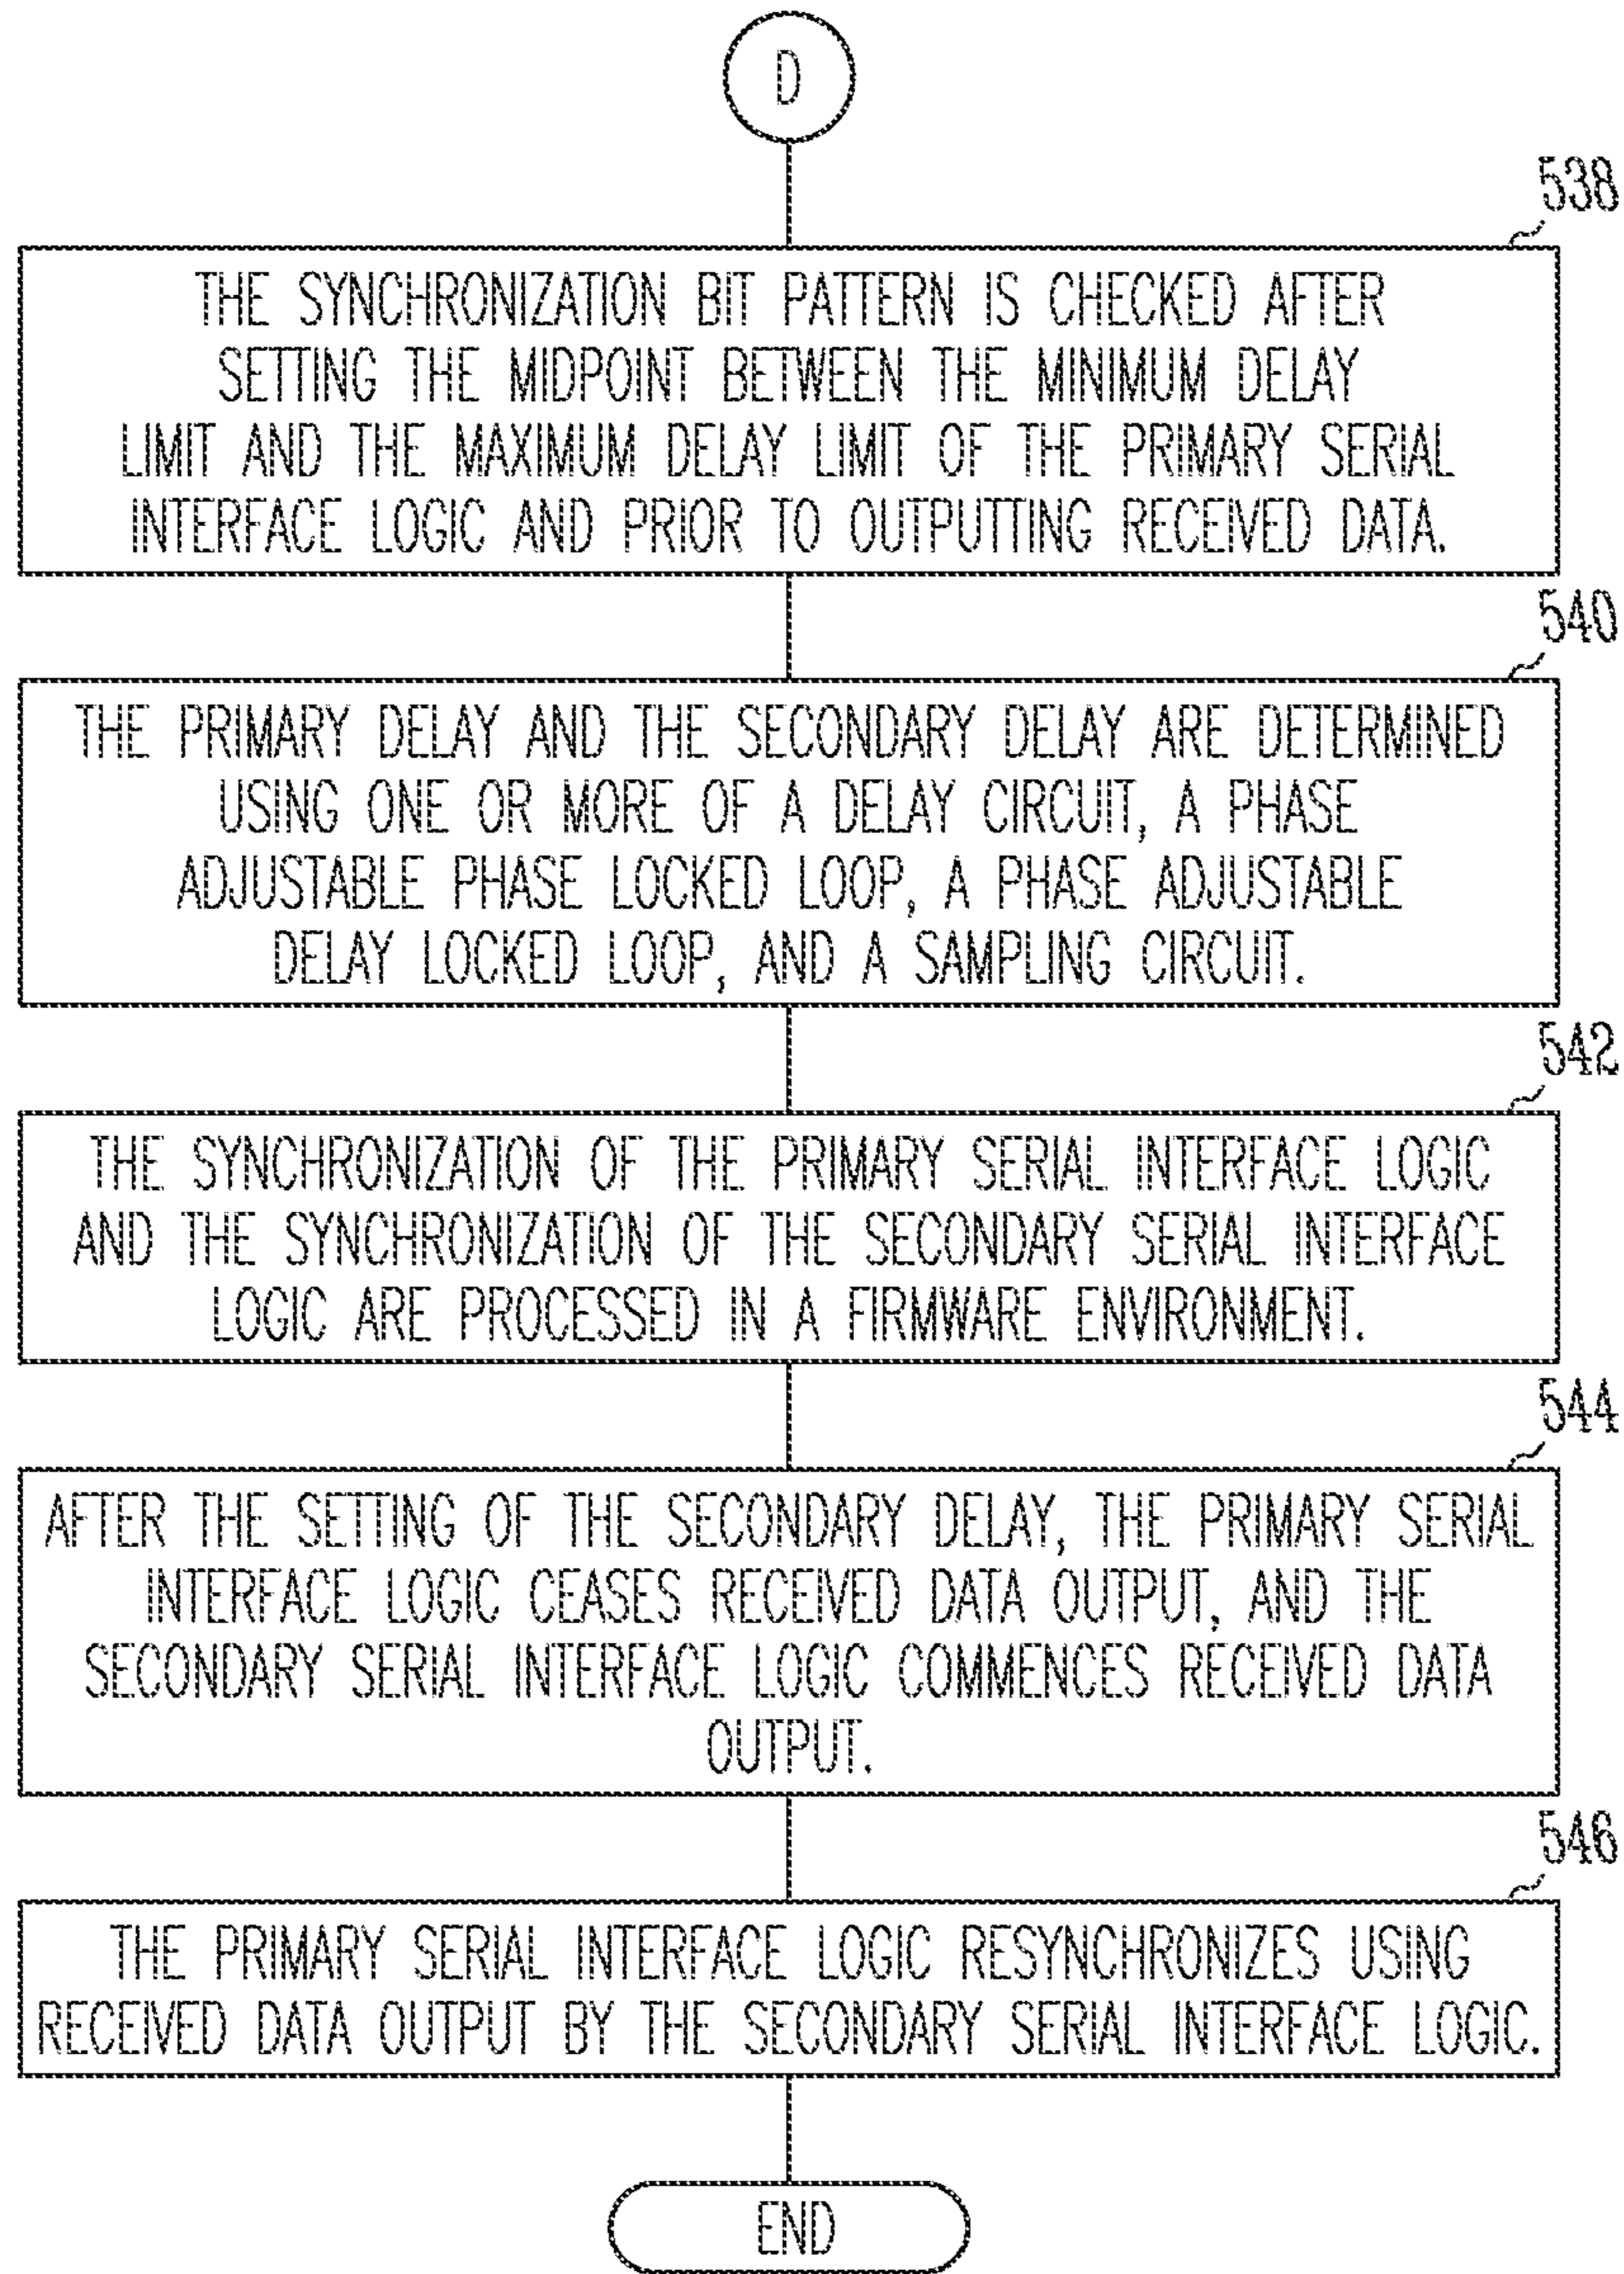 D
538
THE SYNCHRONIZATION BIT PATTERN IS CHECKED AFTER
SETTING THE MIDPOINT BETWEEN THE MINIMUM DELAY
LIMIT AND THE MAXIMUM DELAY LIMIT OF THE PRIMARY SERIAL
INTERFACE LOGIC AND PRIOR TO OUTPUTTING RECEIVED DATA.
540
THE PRIMARY DELAY AND THE SECONDARY DELAY ARE DETERMINED
USING ONE OR MORE OF A DELAY CIRCUIT, A PHASE
ADJUSTABLE PHASE LOCKED LOOP, A PHASE ADJUSTABLE
DELAY LOCKED LOOP, AND A SAMPLING CIRCUIT.
542
THE SYNCHRONIZATION OF THE PRIMARY SERIAL INTERFACE LOGIC
AND THE SYNCHRONIZATION OF THE SECONDARY SERIAL INTERFACE
LOGIC ARE PROCESSED IN A FIRMWARE ENVIRONMENT.
544
AFTER THE SETTING OF THE SECONDARY DELAY, THE PRIMARY SERIAL
INTERFACE LOGIC CEASES RECEIVED DATA OUTPUT, AND THE
SECONDARY SERIAL INTERFACE LOGIC COMMENCES RECEIVED DATA
OUTPUT.
546
THE PRIMARY SERIAL INTERFACE LOGIC RESYNCHRONIZES USING
RECEIVED DATA OUTPUT BY THE SECONDARY SERIAL INTERFACE LOGIC.
END